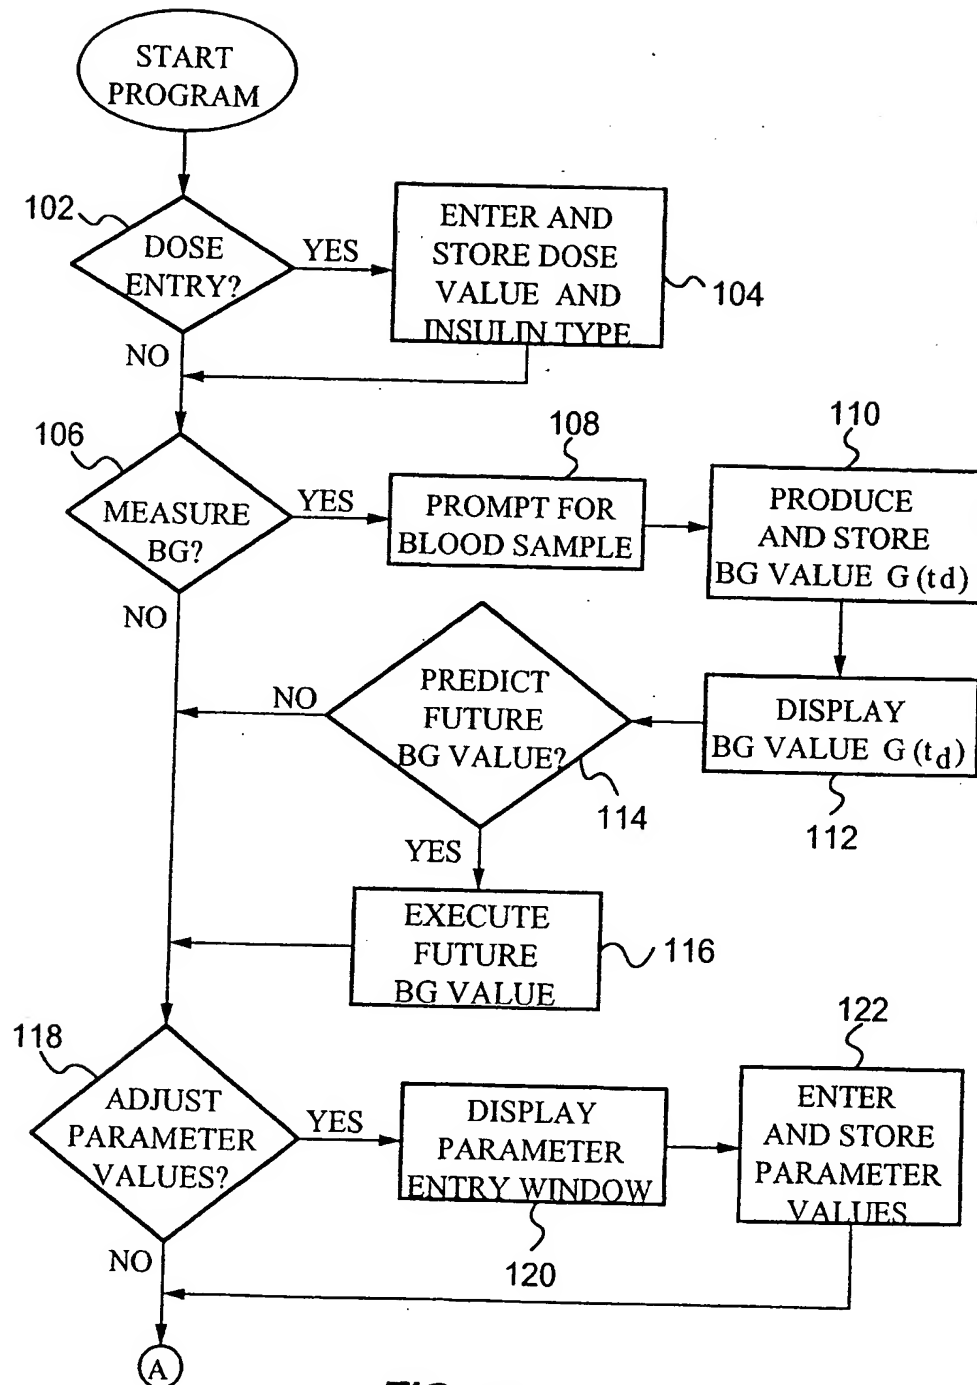 START
PROGRAM
102
DOSE
ENTRY?
YES
ENTER AND
STORE DOSE
VALUE AND
INSULIN TYPE
104
NO
106
MEASURE
BG?
YES
108
PROMPT FOR
BLOOD SAMPLE
110
PRODUCE
AND STORE
BG VALUE G (td)
NO
PREDICT
FUTURE
BG VALUE?
NO
114
DISPLAY
BG VALUE G (td)
112
YES
EXECUTE
FUTURE
BG VALUE
116
118
ADJUST
PARAMETER
VALUES?
YES
DISPLAY
PARAMETER
ENTRY WINDOW
120
122
ENTER
AND STORE
PARAMETER
VALUES
NO
A